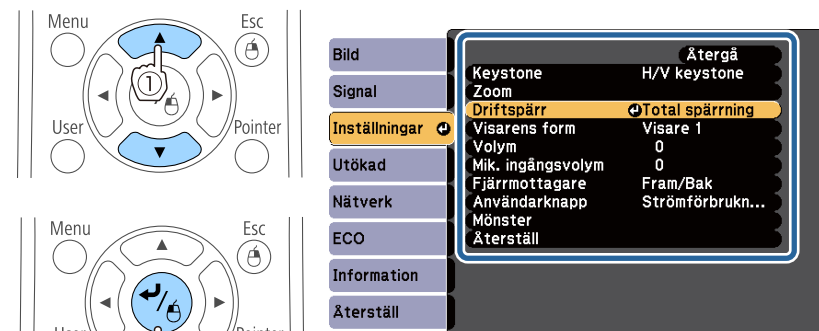 Menu
Esc
1
User
Pointer
Menu
Esc
Bild
Signal
Inställningar
Utökad
Nätverk
ECO
Information
Återställ
Återgå
Keystone H/V keystone
Zoom
Driftspärr Total spärrning
Visarens form Visare 1
Volym 0
Mik. ingångsvolym 0
Fjärrmottagare Fram/Bak
Användarknapp Strömförbrukn...
Mönster
Återställ